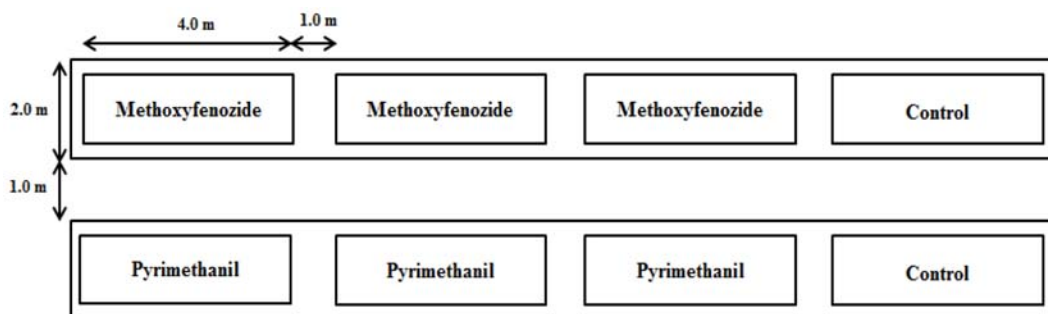 4.0 m 1.0 m
2.0 m Methoxyfenozide Methoxyfenozide Methoxyfenozide Control
1.0 m
Pyrimethanil Pyrimethanil Pyrimethanil Control